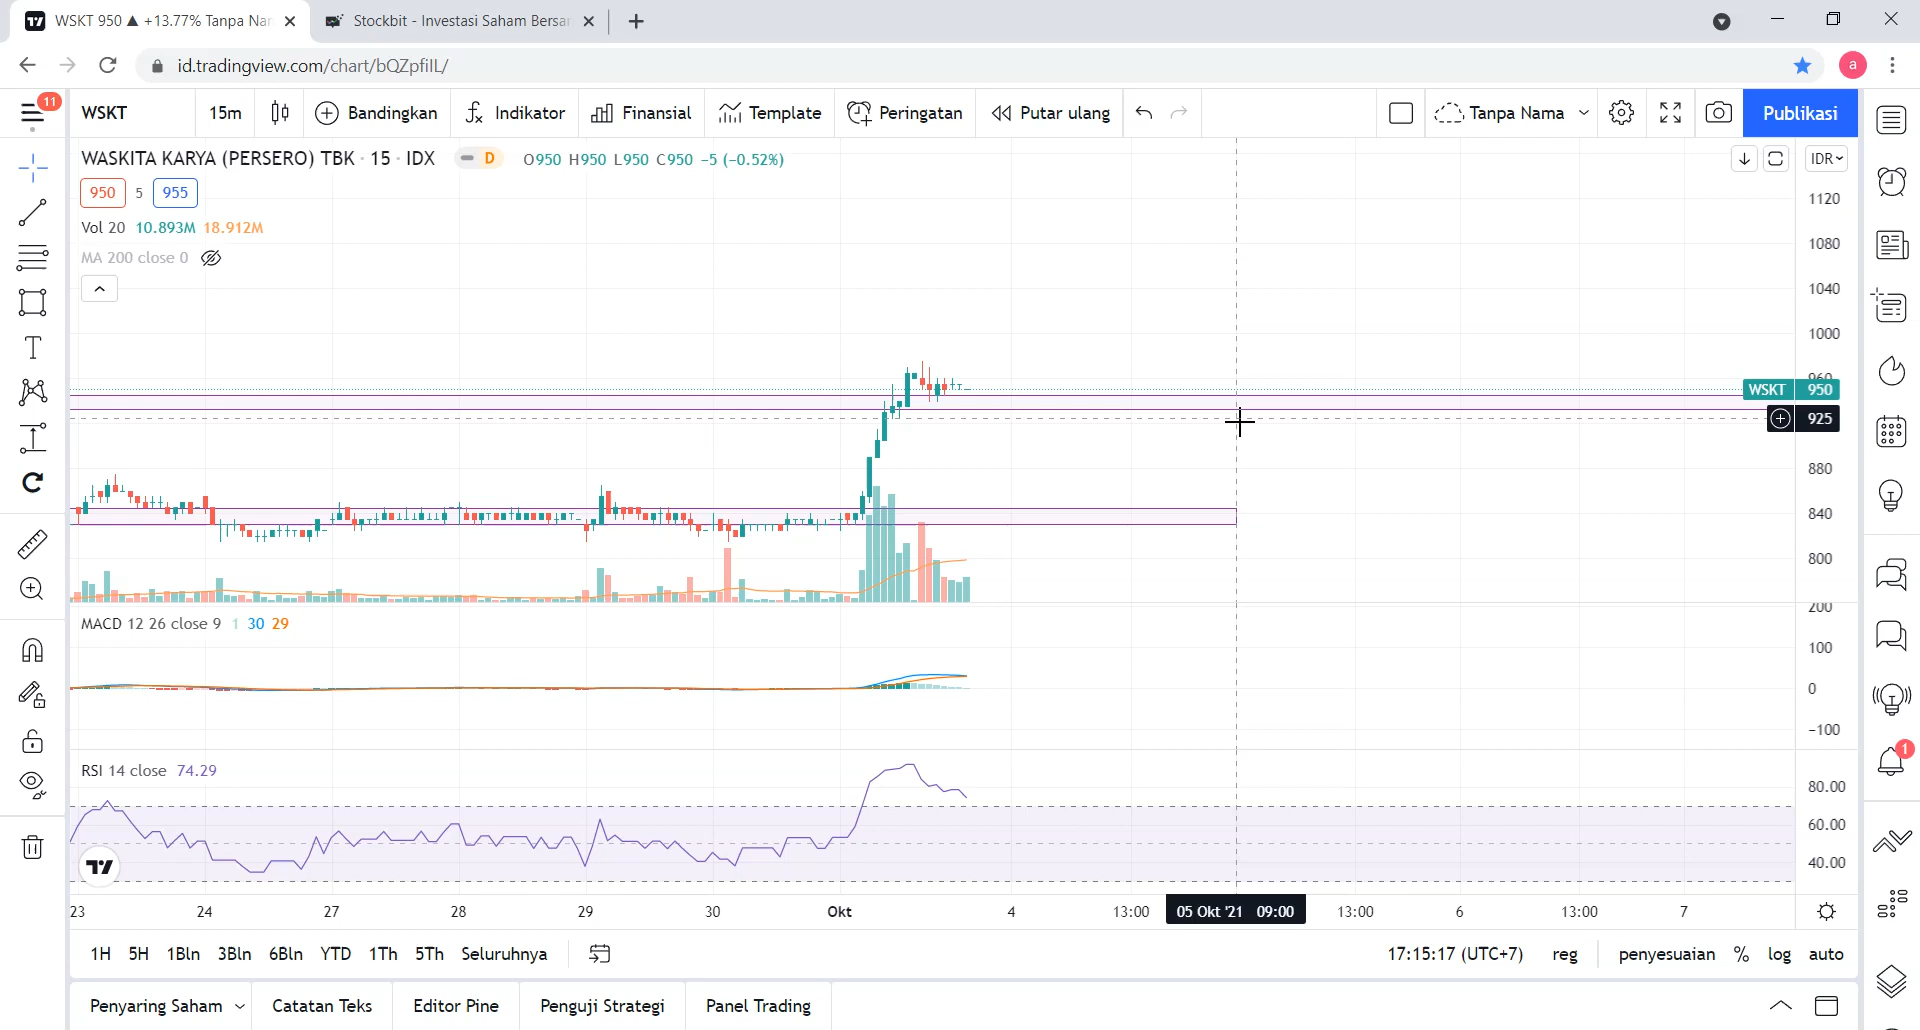 WSKT 950 ▲ +13.77% Tanpa Nar
Stockbit - Investasi Saham Bersan
id.tradingview.com/chart/bQZpfiIL/
a
11
WSKT
15m
Bandingkan
Indikator
Finansial
Template
Peringatan
Putar ulang
Tanpa Nama
Publikasi
WASKITA KARYA (PERSERO) TBK · 15 · IDX
D
O950 H950 L950 C950 −5 (−0.52%)
IDR
950
5
955
Vol 20 10.893M 18.912M
MA 200 close 0
1120
1080
1040
1000
960
WSKT 950
925
880
840
800
MACD 12 26 close 9 1 30 29
200
100
0
−100
RSI 14 close 74.29
80.00
60.00
40.00
1
23
24
27
28
29
30
Okt
4
13:00
05 Okt '21 09:00
13:00
6
13:00
7
1H
5H
1Bln
3Bln
6Bln
YTD
1Th
5Th
Seluruhnya
17:15:17 (UTC+7)
reg
penyesuaian
%
log
auto
Penyaring Saham
Catatan Teks
Editor Pine
Penguji Strategi
Panel Trading